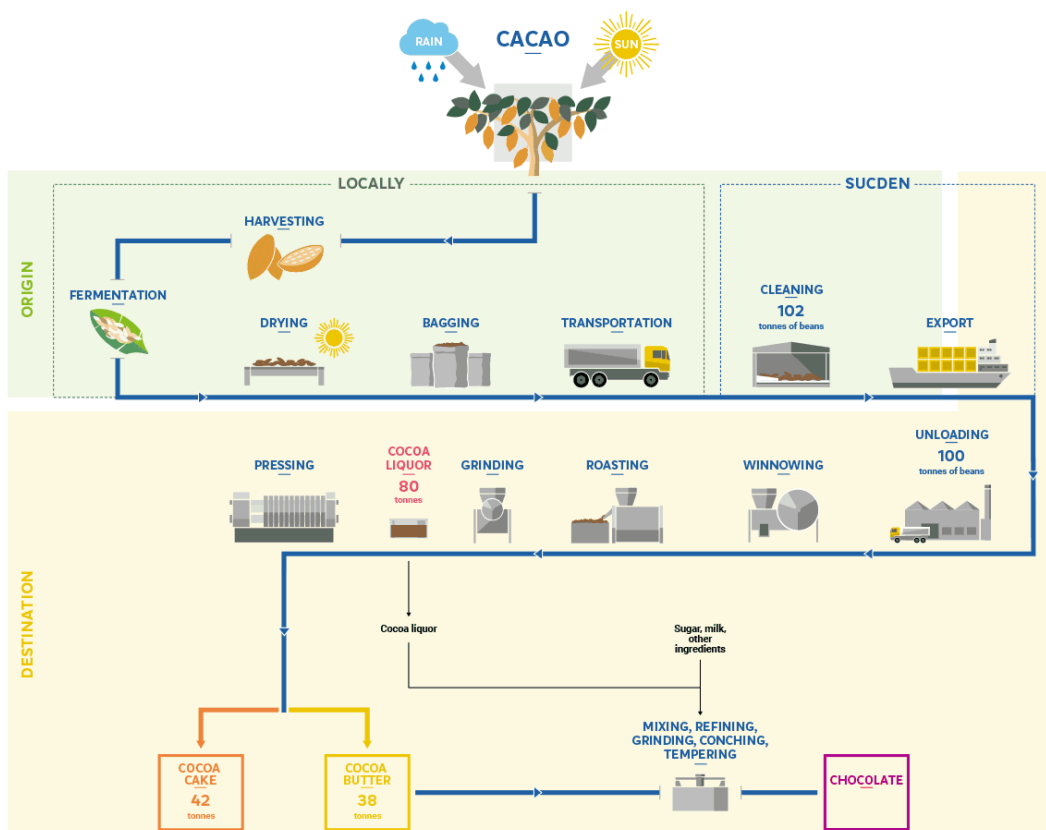 RAIN
CACAO
SUN
LOCALLY
SUCDEN
ORIGIN
HARVESTING
FERMENTATION
DRYING
BAGGING
TRANSPORTATION
CLEANING
102
tonnes of beans
EXPORT
DESTINATION
PRESSING
COCOA
LIQUOR
80
tonnes
GRINDING
ROASTING
WINNOWING
UNLOADING
100
tonnes of beans
Cocoa liquor
Sugar, milk,
other
ingredients
MIXING, REFINING,
GRINDING, CONCHING,
TEMPERING
COCOA
CAKE
42
tonnes
COCOA
BUTTER
38
tonnes
CHOCOLATE